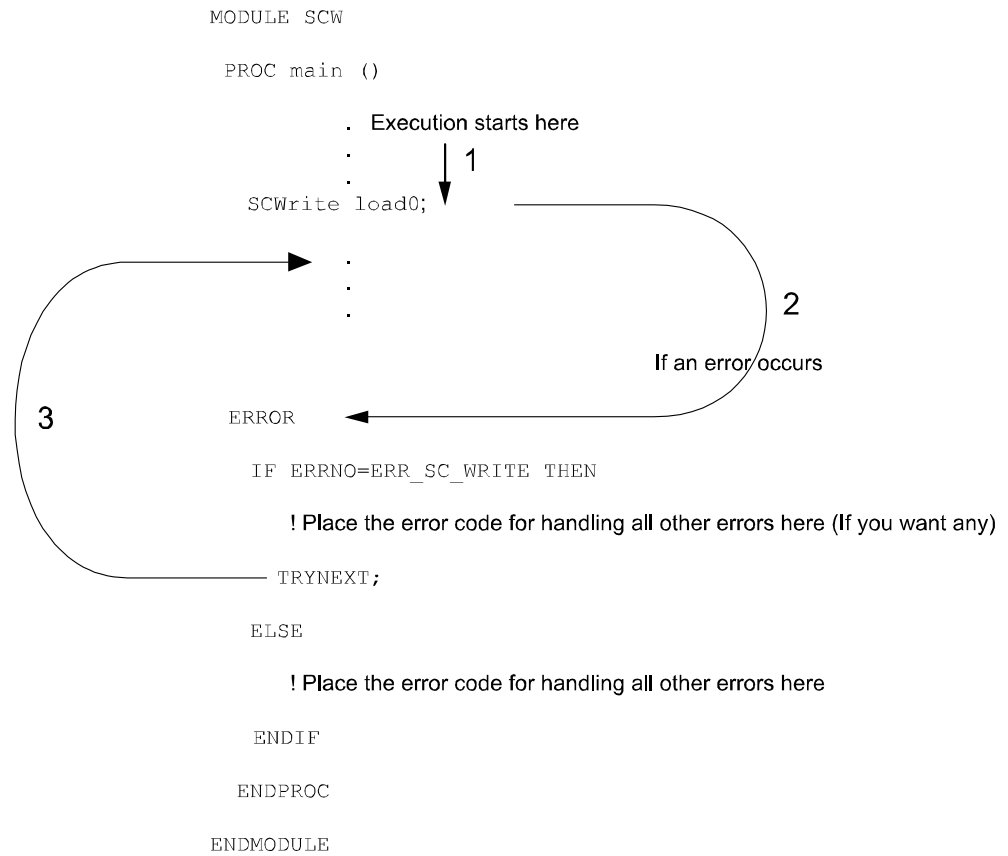 MODULE SCW
PROC main ()
. Execution starts here
. 1
.
SCWrite load0;
.
.
.
2
If an error occurs
3
ERROR
IF ERRNO=ERR_SC_WRITE THEN
! Place the error code for handling all other errors here (If you want any)
TRYNEXT;
ELSE
! Place the error code for handling all other errors here
ENDIF
ENDPROC
ENDMODULE